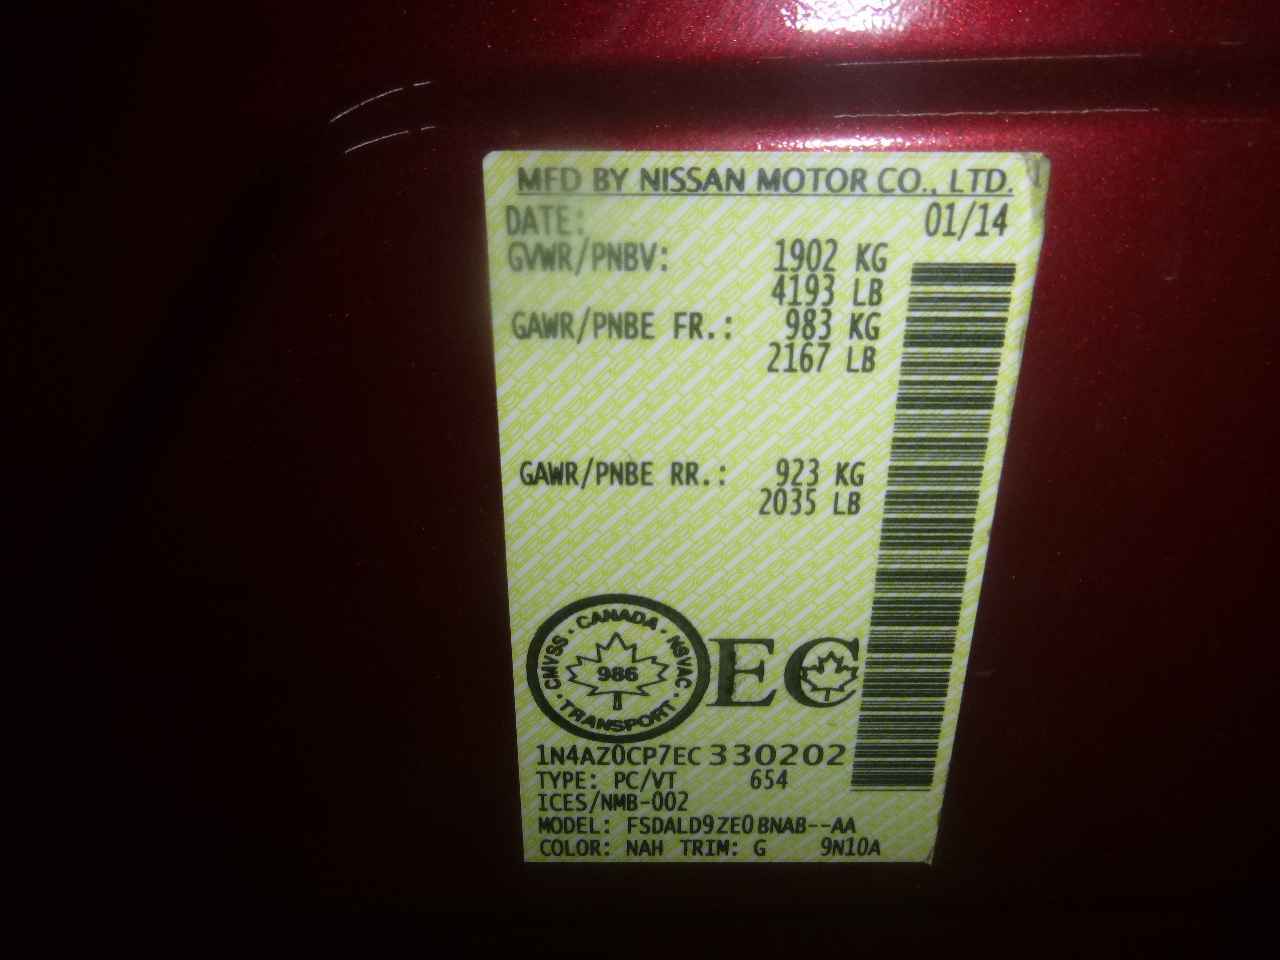 MFD BY NISSAN MOTOR CO., LTD.
DATE: 01/14
GVWR/PNBV: 1902 KG
4193 LB
GAWR/PNBE FR.: 983 KG
2167 LB
GAWR/PNBE RR.: 923 KG
2035 LB
CANADA · NSVAC · TRANSPORT · CMVSS ·
986
EC
1N4AZ0CP7EC330202
TYPE: PC/VT 654
ICES/NMB-002
MODEL: FSDALD9ZE0BNAB--AA
COLOR: NAH TRIM: G 9N10A